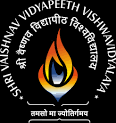 SHRI VAISHNAV VIDYAPEETH VISHWAVIDYALAYA
श्री वैष्णव विद्यापीठ विश्वविद्यालय
तमसो मा ज्योतिर्गमय